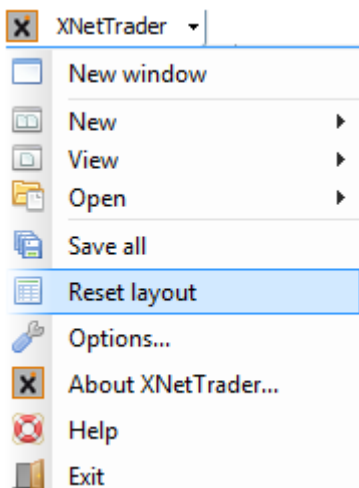 XNetTrader
New window
New
View
Open
Save all
Reset layout
Options...
About XNetTrader...
Help
Exit